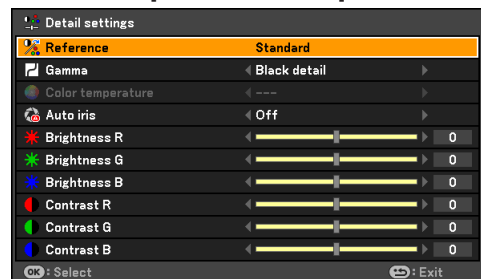 Detail settings
Reference Standard
Gamma Black detail
Color temperature ---
Auto iris Off
Brightness R 0
Brightness G 0
Brightness B 0
Contrast R 0
Contrast G 0
Contrast B 0
OK : Select : Exit